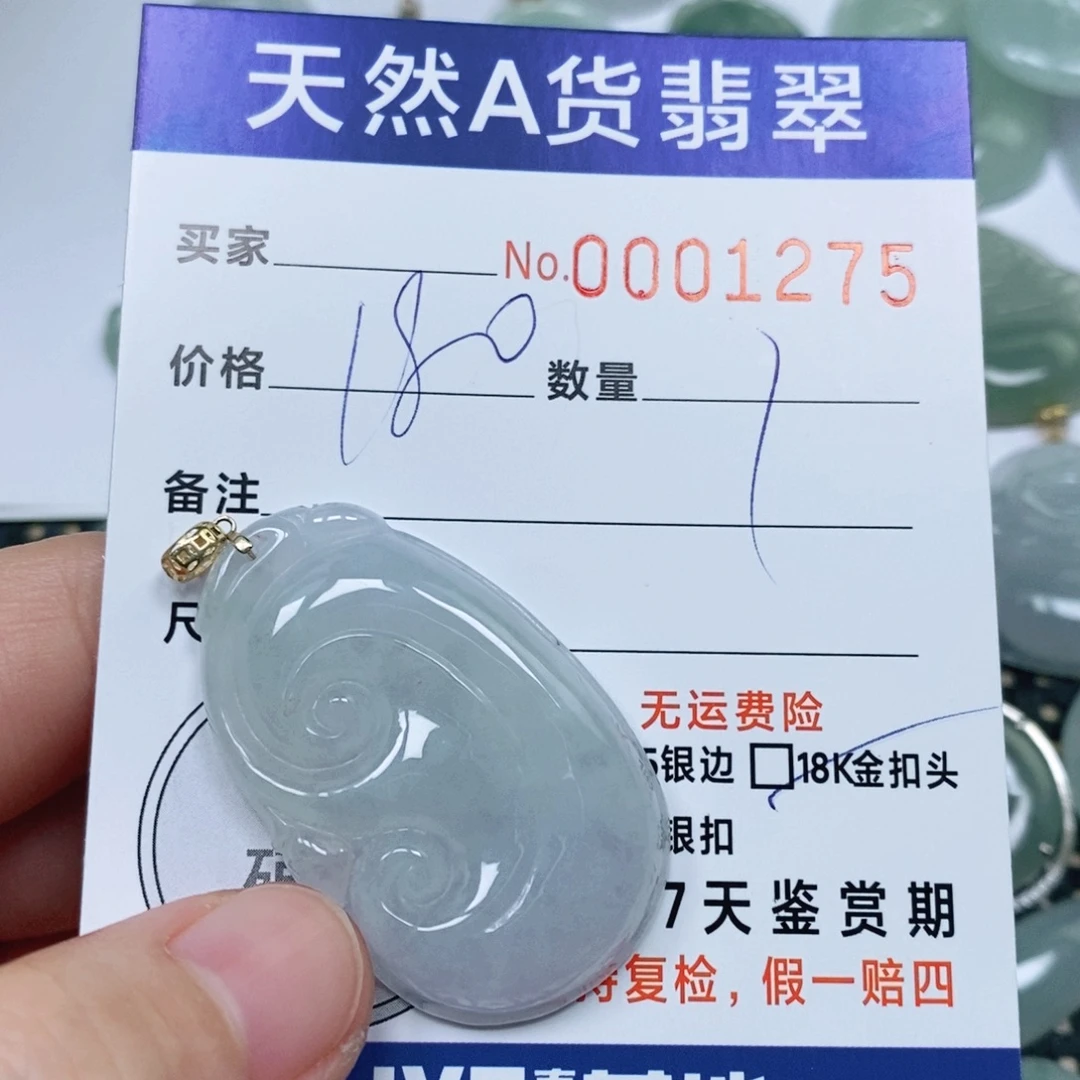 天然A货翡翠
买家 No.0001275
价格 180 数量 1
备注
尺
无运费险
银边 □18K金扣头
银扣
7天鉴赏期
复检，假一赔四